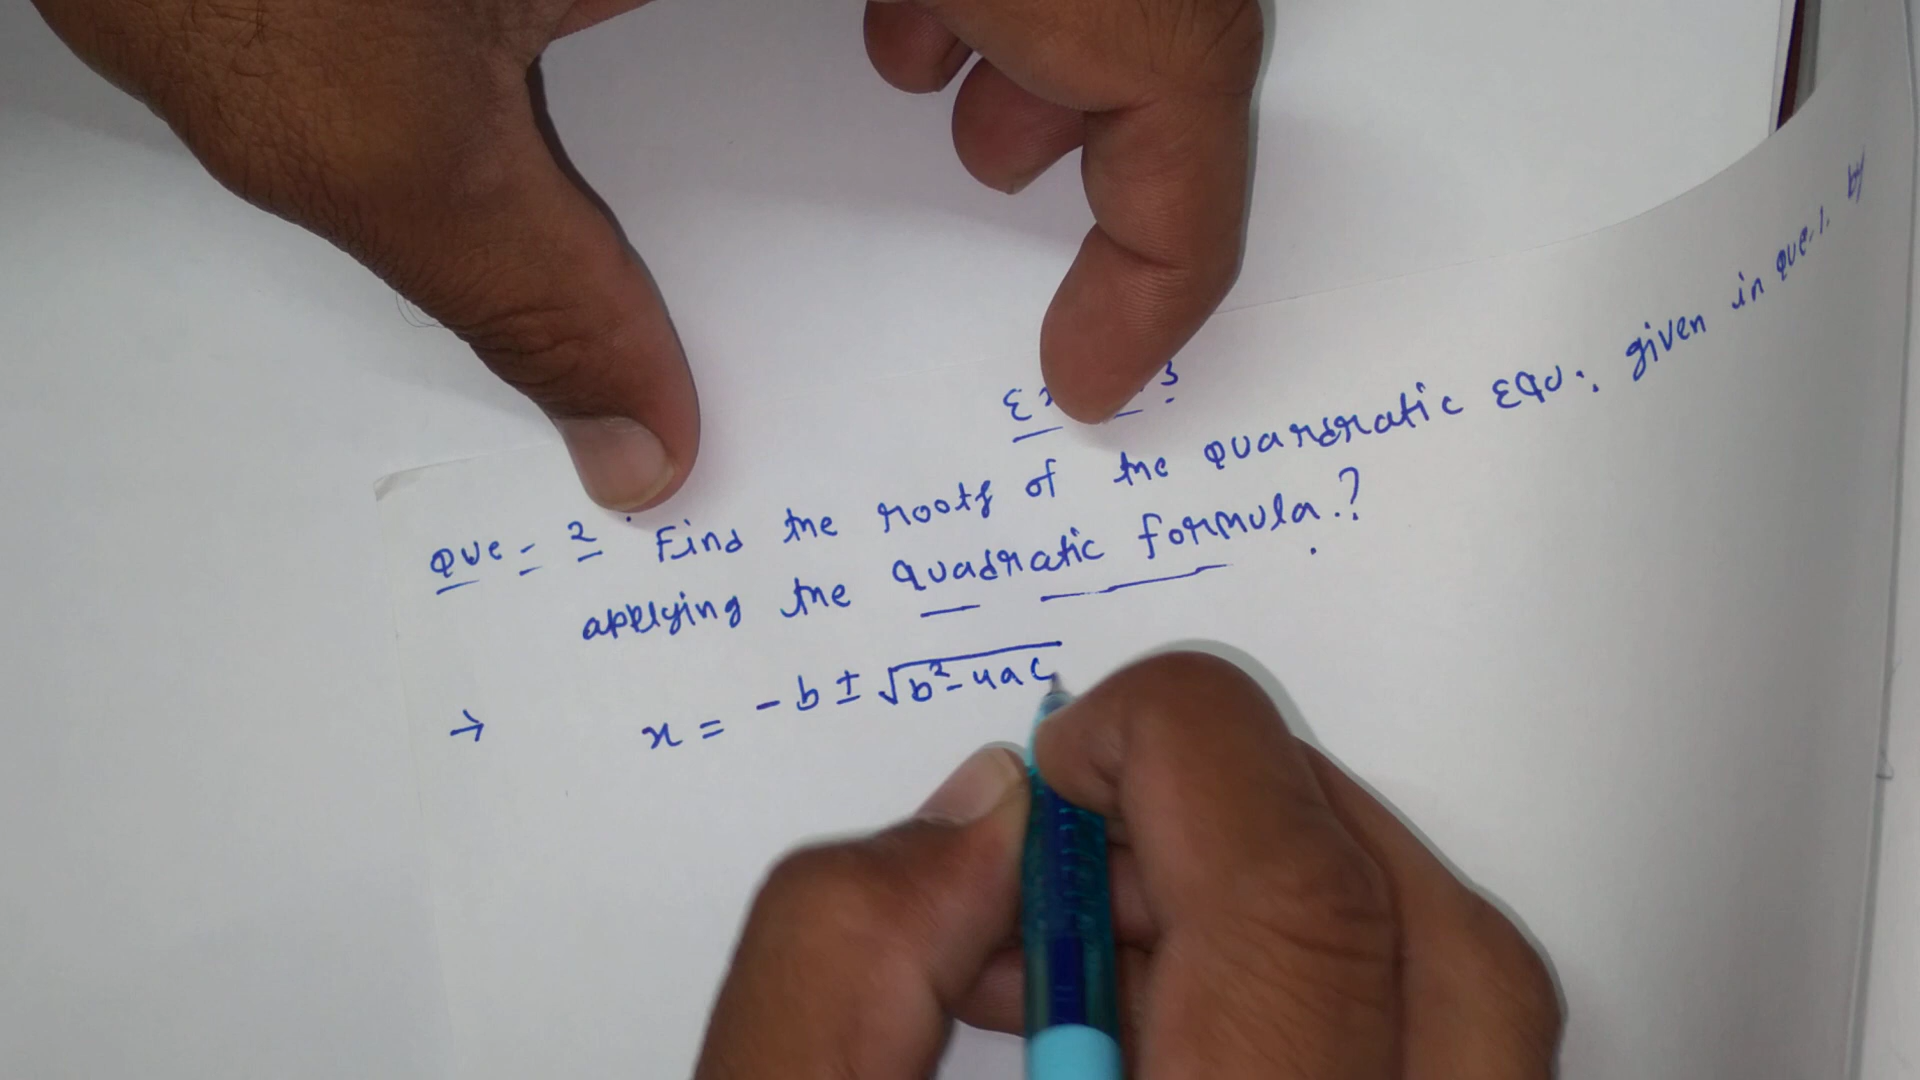 Que - 2. Find the roots of the quardratic Equ. given in Que.1. by
applying the quadratic formula.?
→ x = -b ± √b²-4ac